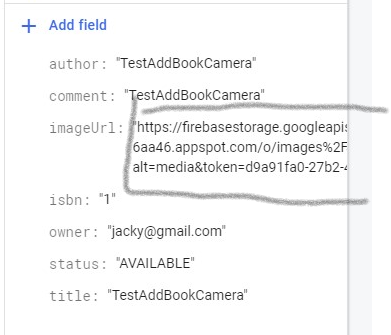 + Add field
author: "TestAddBookCamera"
comment: "TestAddBookCamera"
imageUrl: "https://firebasestorage.googleapis
6aa46.appspot.com/o/images%2F
alt=media&token=d9a91fa0-27b2-4
isbn: "1"
owner: "jacky@gmail.com"
status: "AVAILABLE"
title: "TestAddBookCamera"